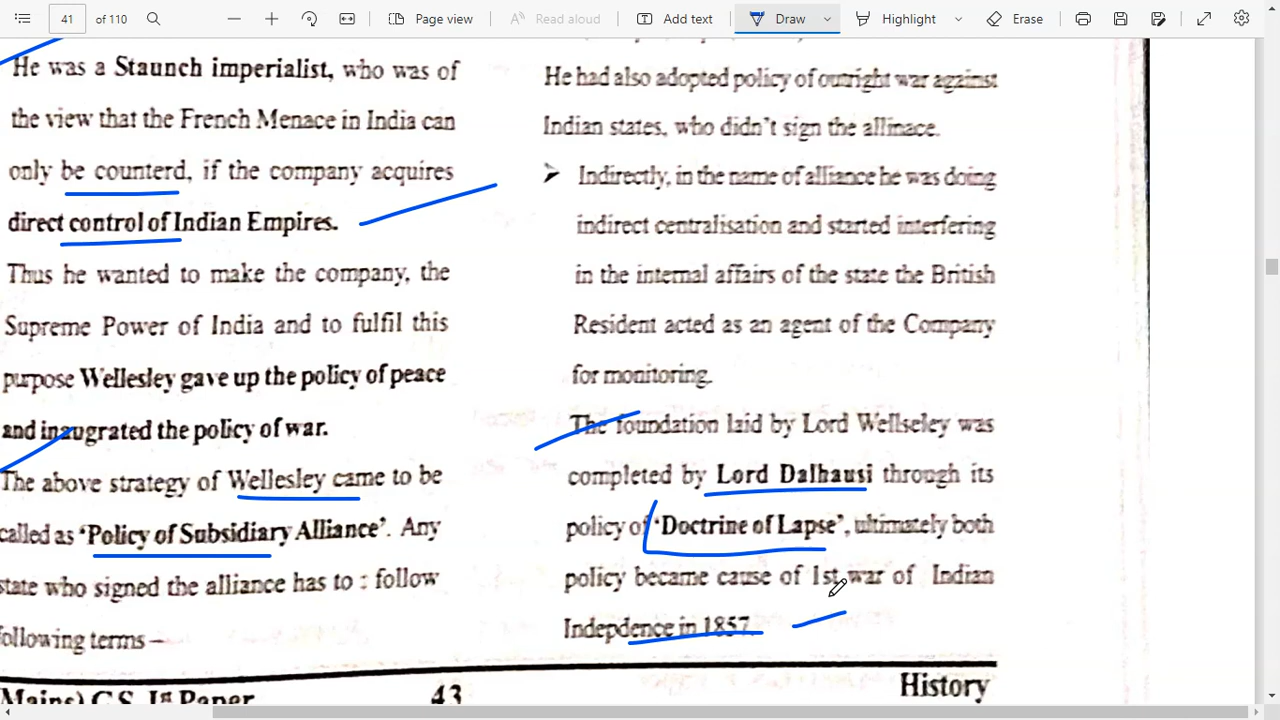 41
of 110
Page view
Read aloud
Add text
Draw
Highlight
Erase
He was a Staunch imperialist, who was of
the view that the French Menace in India can
only be counterd, if the company acquires
direct control of Indian Empires.
Thus he wanted to make the company, the
Supreme Power of India and to fulfil this
purpose Wellesley gave up the policy of peace
and inaugrated the policy of war.
The above strategy of Wellesley came to be
called as ‘Policy of Subsidiary Alliance’. Any
state who signed the alliance has to : follow
following terms –
He had also adopted policy of outright war against
Indian states, who didn’t sign the allinace.
➤ Indirectly, in the name of alliance he was doing
indirect centralisation and started interfering
in the internal affairs of the state the British
Resident acted as an agent of the Company
for monitoring.
The foundation laid by Lord Wellseley was
completed by Lord Dalhausi through its
policy of ‘Doctrine of Lapse’, ultimately both
policy became cause of 1st war of Indian
Indepdence in 1857.
Mains) G.S. Ist Paper
43
History